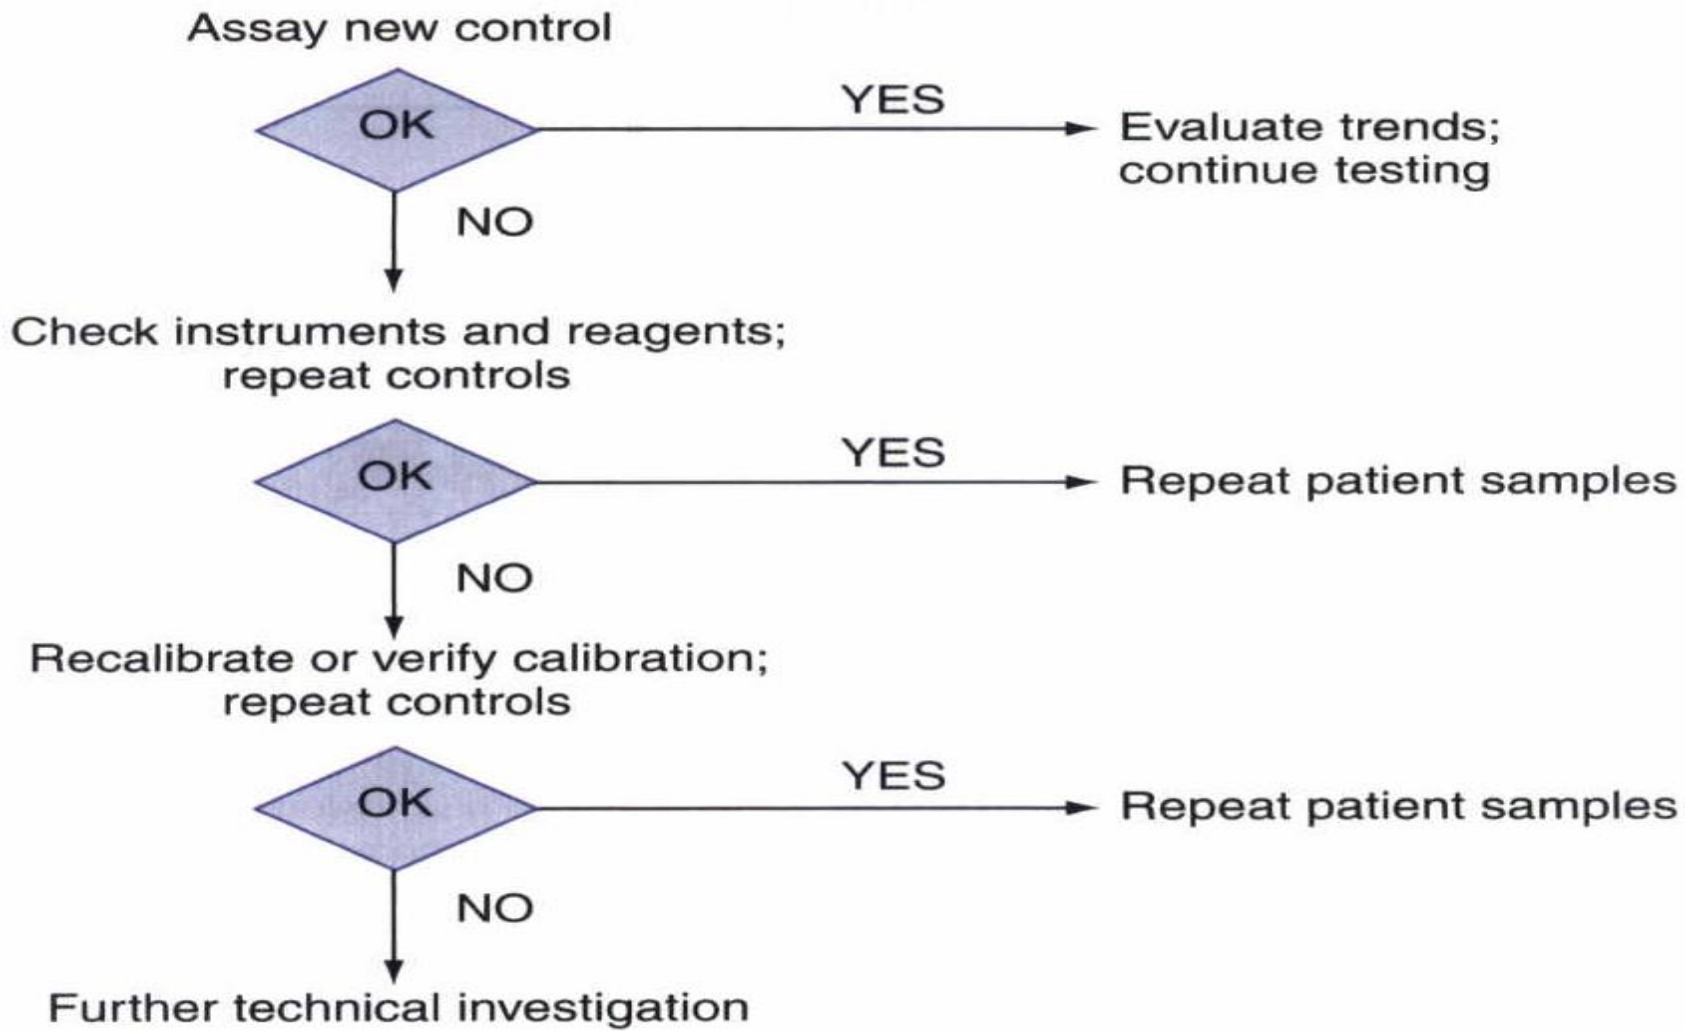 Assay new control
OK
YES
Evaluate trends;
continue testing
NO
Check instruments and reagents;
repeat controls
OK
YES
Repeat patient samples
NO
Recalibrate or verify calibration;
repeat controls
OK
YES
Repeat patient samples
NO
Further technical investigation